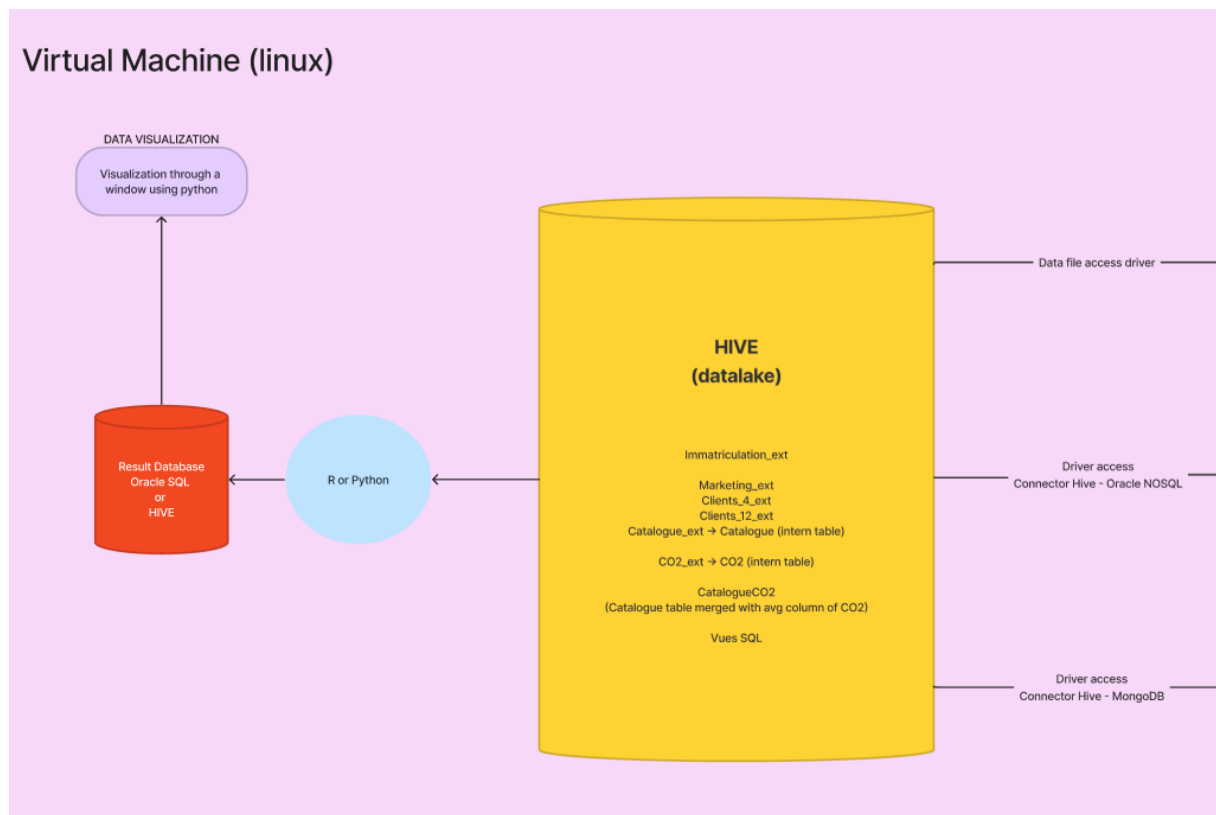 Virtual Machine (linux)
DATA VISUALIZATION
Visualization through a
window using python
Result Database
Oracle SQL
or
HIVE
R or Python
HIVE
(datalake)
Immatriculation_ext
Marketing_ext
Clients_4_ext
Clients_12_ext
Catalogue_ext → Catalogue (intern table)
CO2_ext → CO2 (intern table)
CatalogueCO2
(Catalogue table merged with avg column of CO2)
Vues SQL
Data file access driver
Driver access
Connector Hive - Oracle NOSQL
Driver access
Connector Hive - MongoDB